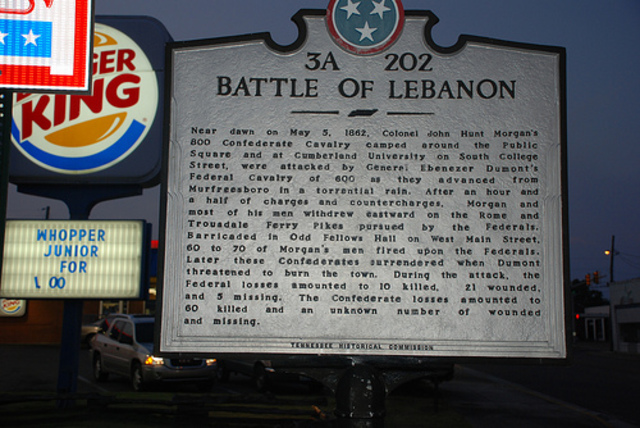 3A 202
BATTLE OF LEBANON
Near dawn on May 5, 1862, Colonel John Hunt Morgan's
800 Confederate Cavalry camped around the Public
Square and at Cumberland University on South College
Street, were attacked by General Ebenezer Dumont's
Federal Cavalry of 600 as they advanced from
Murfreesboro in a torrential rain. After an hour and
a half of charges and countercharges, Morgan and
most of his men withdrew eastward on the Rome and
Trousdale Ferry Pikes pursued by the Federals.
Barricaded in Odd Fellows Hall on West Main Street,
60 to 70 of Morgan's men fired upon the Federals.
Later these Confederates surrendered when Dumont
threatened to burn the town. During the attack, the
Federal losses amounted to 10 killed, 21 wounded,
and 5 missing. The Confederate losses amounted to
60 killed and an unknown number of wounded
and missing.
TENNESSEE HISTORICAL COMMISSION
GER
KING
WHOPPER
JUNIOR
FOR
1.00